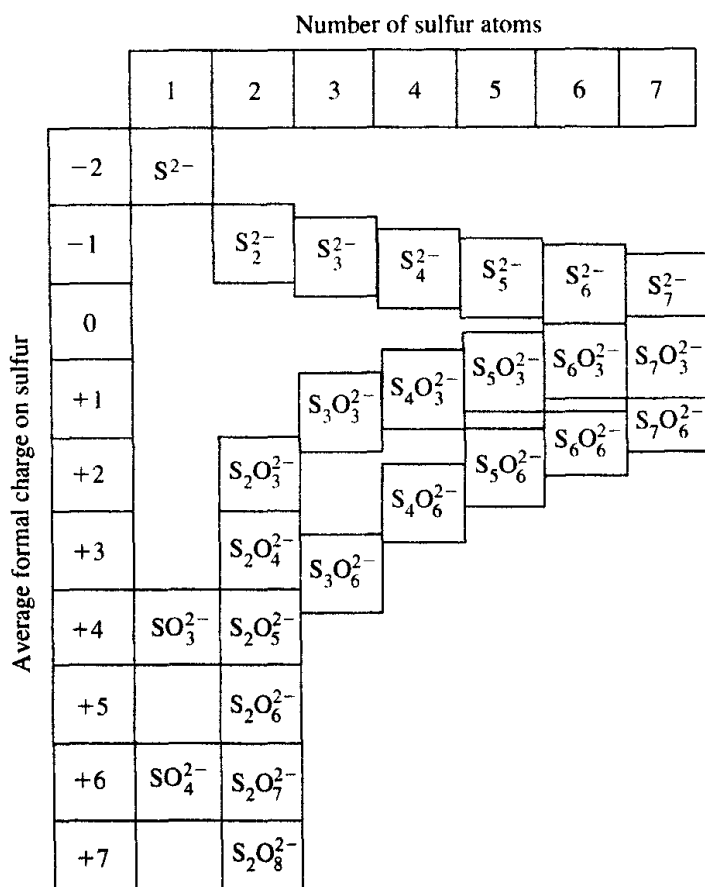 Number of sulfur atoms
1 2 3 4 5 6 7
Average formal charge on sulfur
−2 S²⁻
−1 S₂²⁻ S₃²⁻ S₄²⁻ S₅²⁻ S₆²⁻ S₇²⁻
0
S₅O₃²⁻ S₆O₃²⁻ S₇O₃²⁻
+1 S₃O₃²⁻ S₄O₃²⁻
S₇O₆²⁻
+2 S₂O₃²⁻ S₄O₆²⁻ S₅O₆²⁻ S₆O₆²⁻
+3 S₂O₄²⁻ S₃O₆²⁻
+4 SO₃²⁻ S₂O₅²⁻
+5 S₂O₆²⁻
+6 SO₄²⁻ S₂O₇²⁻
+7 S₂O₈²⁻